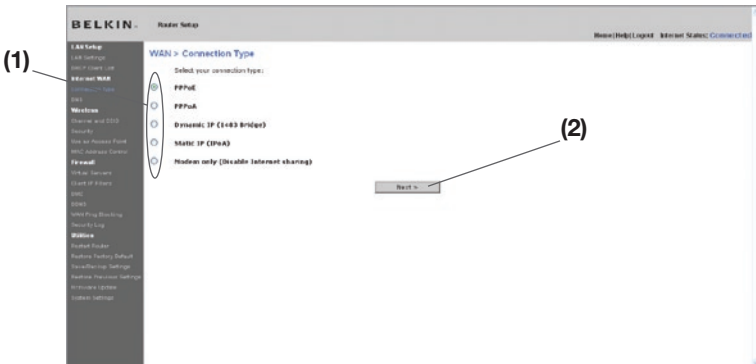 BELKIN. Router Setup
Home|Help|Logout Internet Status: Connected
(1)
LAN Setup
LAN Settings
DHCP Client List
Internet WAN
Connection Type
DNS
Wireless
Channel and SSID
Security
Use as Access Point
MAC Address Control
Firewall
Virtual Servers
Client IP Filters
DMZ
DDNS
WAN Ping Blocking
Security Log
Utilities
Restart Router
Restore Factory Default
Save/Backup Settings
Restore Previous Settings
Firmware Update
System Settings
WAN > Connection Type
Select your connection type:
PPPoE
PPPoA
Dynamic IP (1483 Bridge)
Static IP (IPoA)
Modem only (Disable Internet sharing)
(2)
Next >